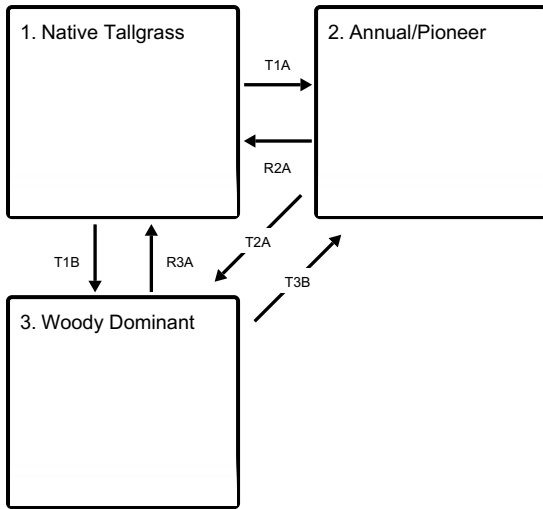 1. Native Tallgrass
2. Annual/Pioneer
T1A
R2A
T1B
R3A
T2A
T3B
3. Woody Dominant